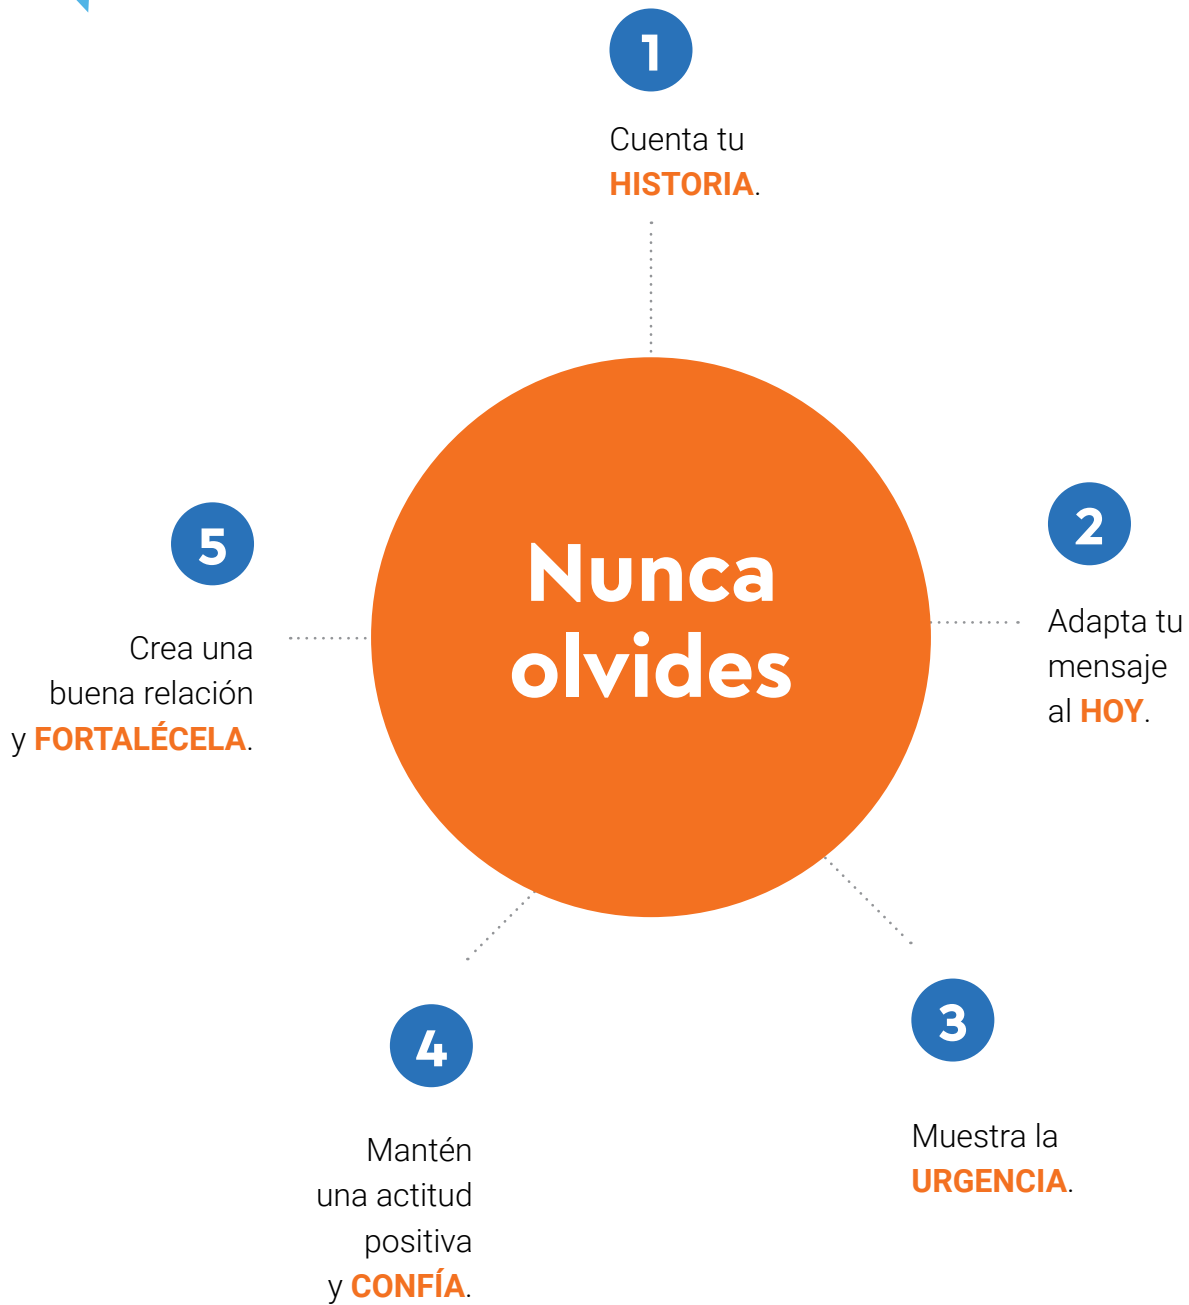 1
Cuenta tu
HISTORIA.
Nunca
olvides
2
Adapta tu
mensaje
al HOY.
3
Muestra la
URGENCIA.
4
Mantén
una actitud
positiva
y CONFÍA.
5
Crea una
buena relación
y FORTALÉCELA.